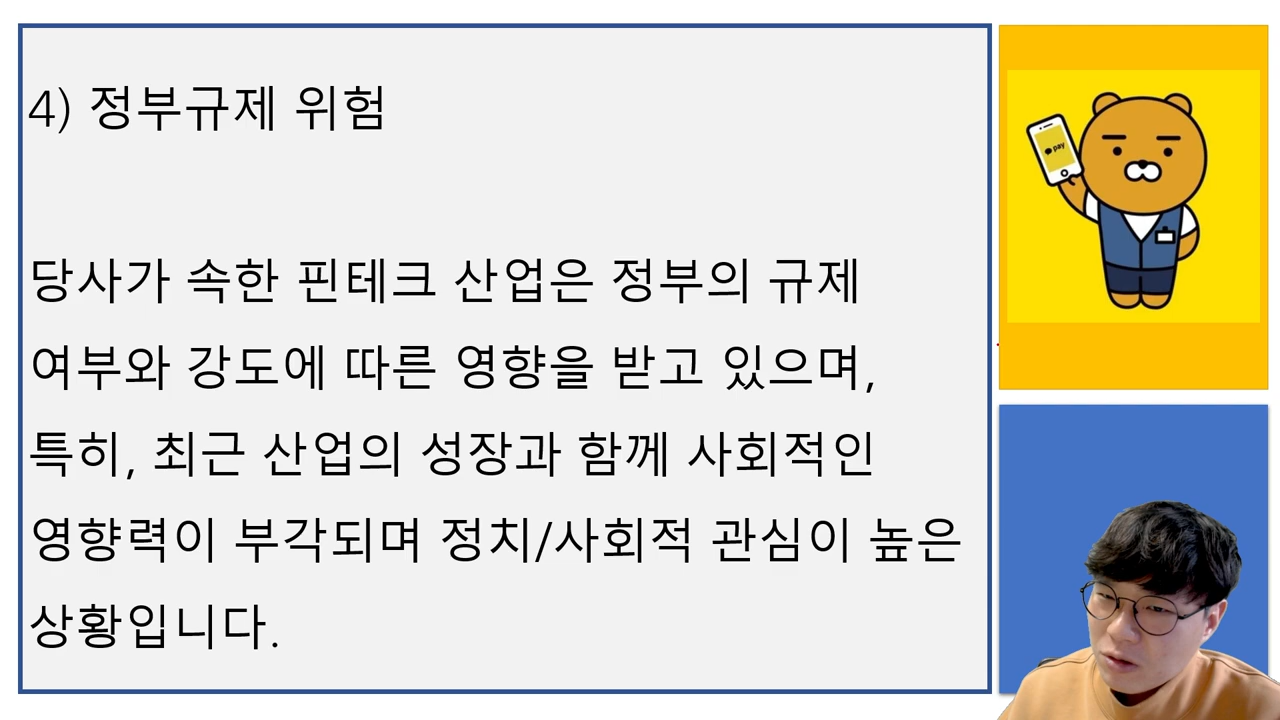 4) 정부규제 위험
당사가 속한 핀테크 산업은 정부의 규제
여부와 강도에 따른 영향을 받고 있으며,
특히, 최근 산업의 성장과 함께 사회적인
영향력이 부각되며 정치/사회적 관심이 높은
상황입니다.
pay